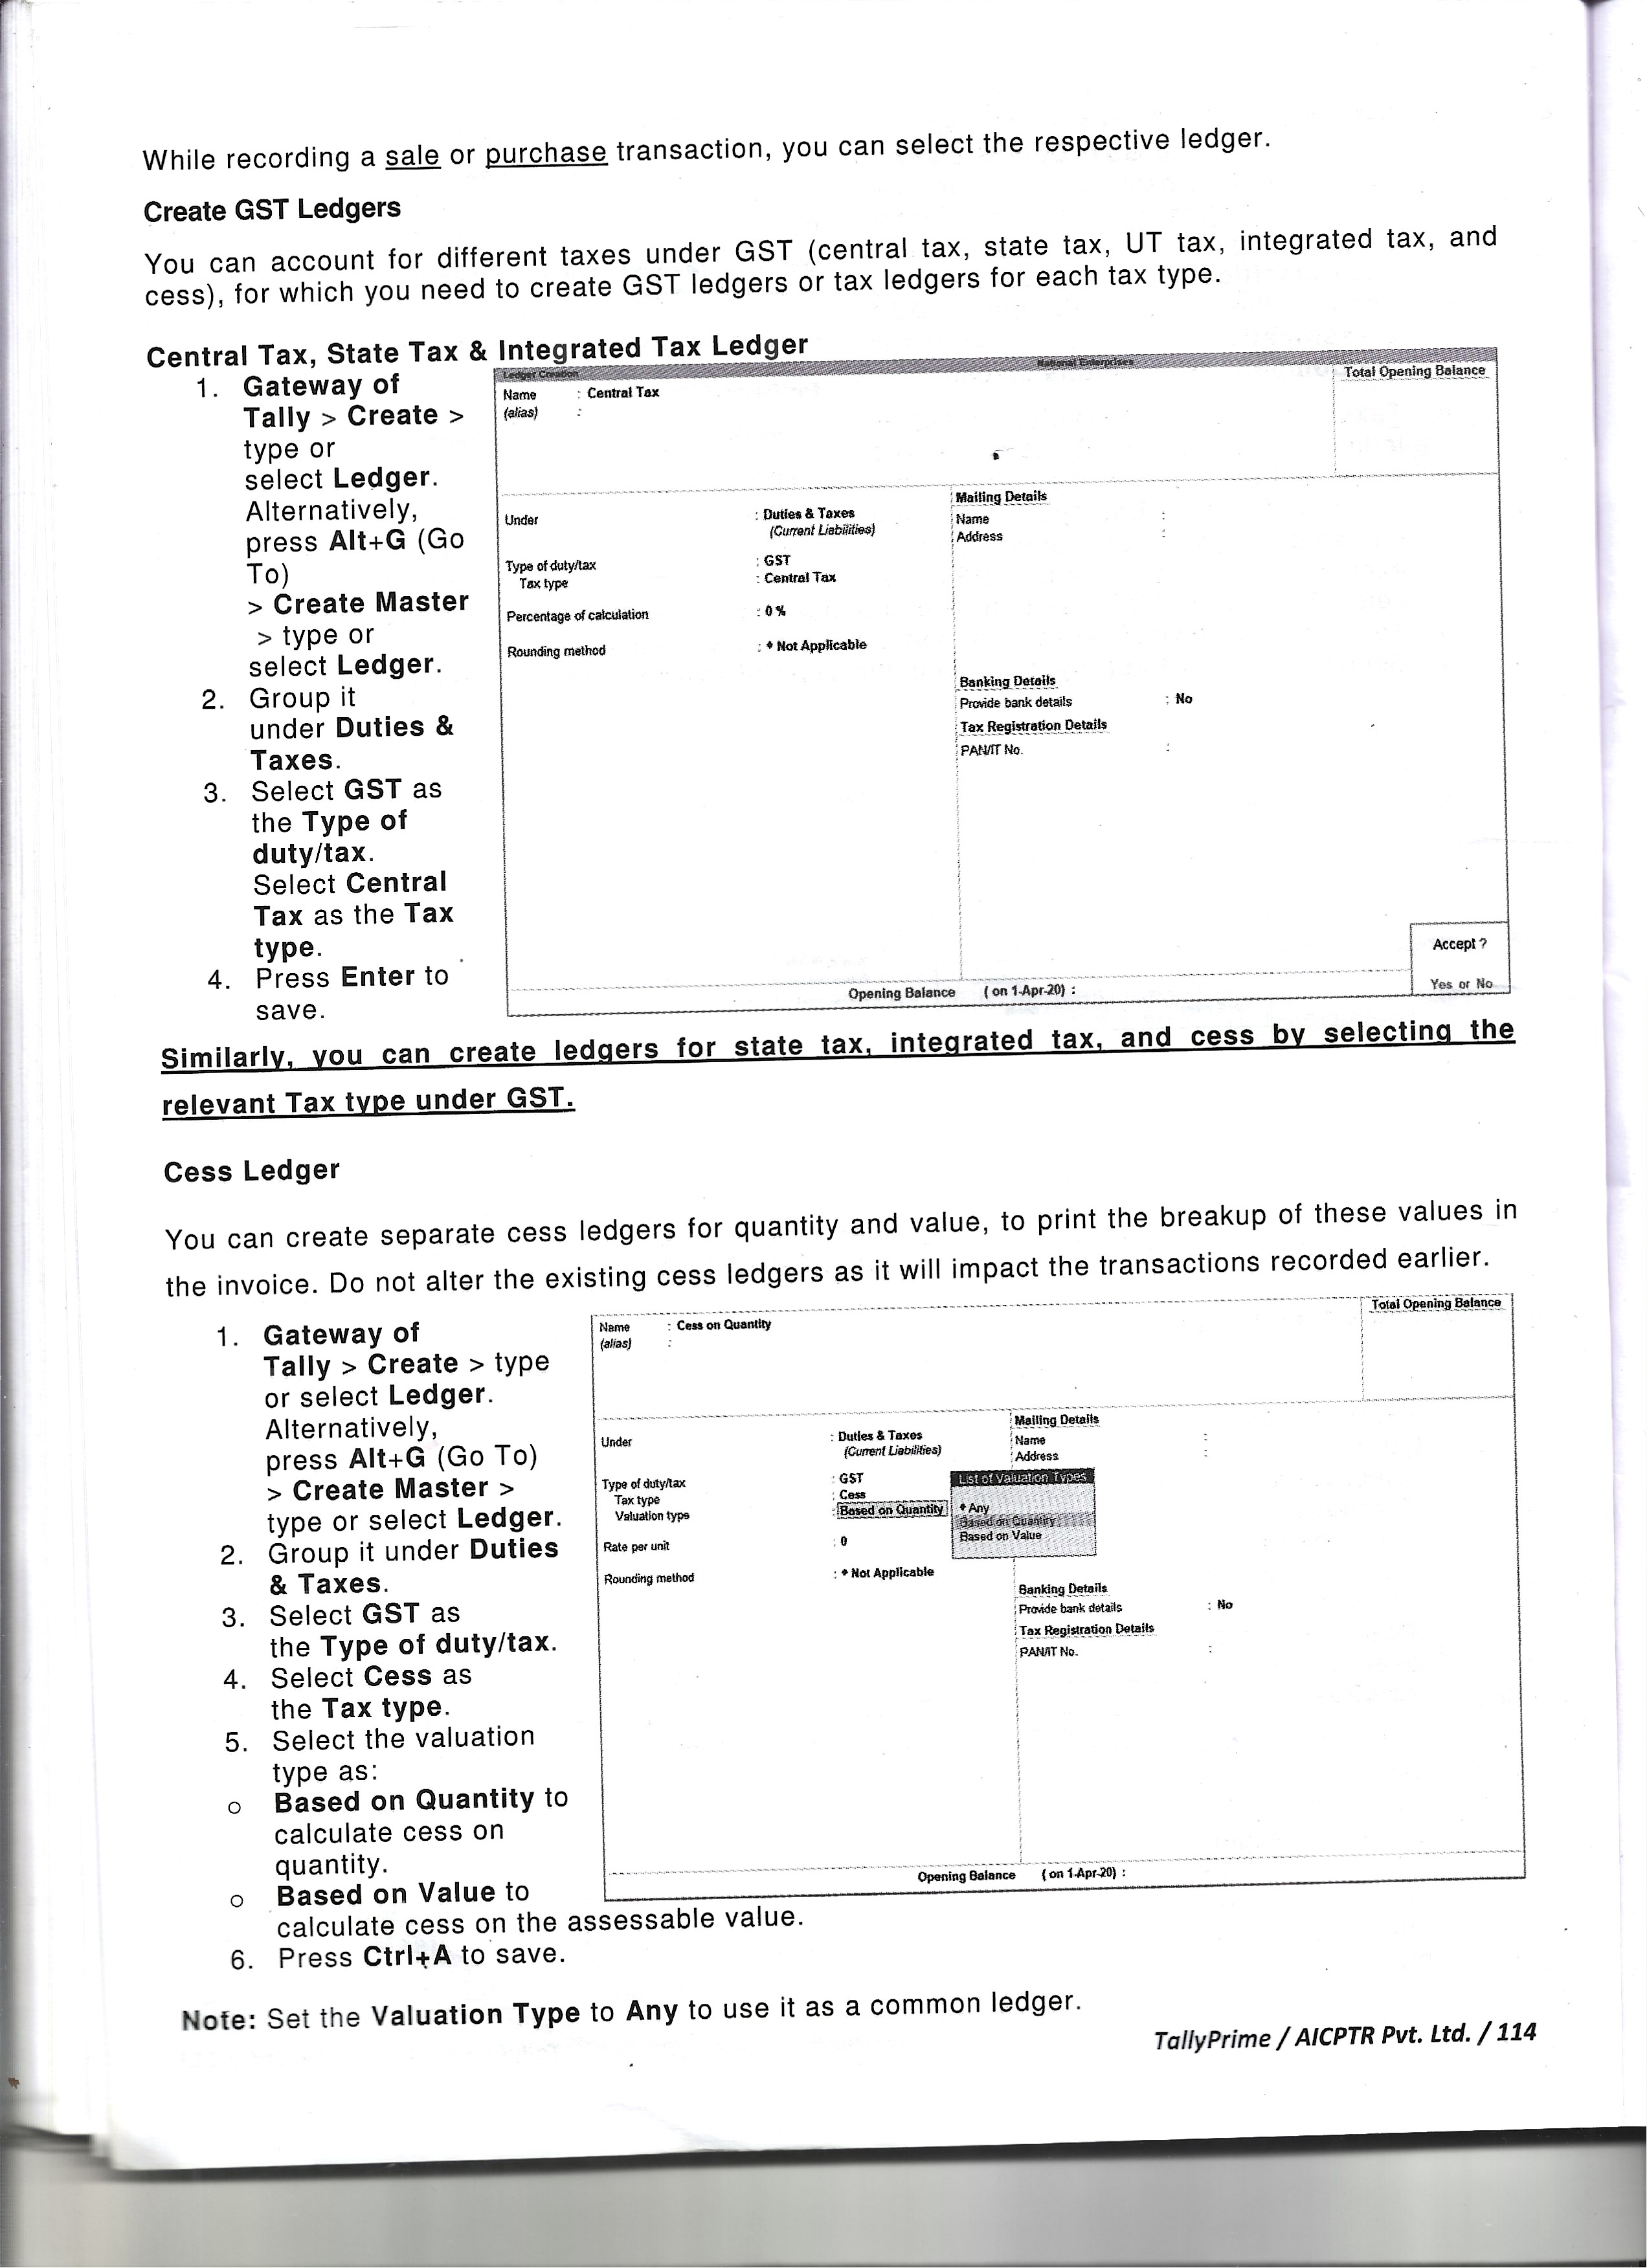 While recording a sale or purchase transaction, you can select the respective ledger.
Create GST Ledgers
You can account for different taxes under GST (central tax, state tax, UT tax, integrated tax, and
cess), for which you need to create GST ledgers or tax ledgers for each tax type.
Central Tax, State Tax & Integrated Tax Ledger
1. Gateway of
Tally > Create >
type or
select Ledger.
Alternatively,
press Alt+G (Go
To)
> Create Master
> type or
select Ledger.
2. Group it
under Duties &
Taxes.
3. Select GST as
the Type of
duty/tax.
Select Central
Tax as the Tax
type.
4. Press Enter to
save.
Ledger Creation National Enterprises
Total Opening Balance
Name : Central Tax
(alias) :
Under : Duties & Taxes
(Current Liabilities)
Type of duty/tax : GST
Tax type : Central Tax
Percentage of calculation : 0 %
Rounding method : ♦ Not Applicable
Mailing Details
Name :
Address :
Banking Details
Provide bank details : No
Tax Registration Details
PAN/IT No. :
Accept ?
Yes or No
Opening Balance ( on 1-Apr-20) :
Similarly, you can create ledgers for state tax, integrated tax, and cess by selecting the
relevant Tax type under GST.
Cess Ledger
You can create separate cess ledgers for quantity and value, to print the breakup of these values in
the invoice. Do not alter the existing cess ledgers as it will impact the transactions recorded earlier.
1. Gateway of
Tally > Create > type
or select Ledger.
Alternatively,
press Alt+G (Go To)
> Create Master >
type or select Ledger.
2. Group it under Duties
& Taxes.
3. Select GST as
the Type of duty/tax.
4. Select Cess as
the Tax type.
5. Select the valuation
type as:
o Based on Quantity to
calculate cess on
quantity.
o Based on Value to
calculate cess on the assessable value.
6. Press Ctrl+A to save.
Total Opening Balance
Name : Cess on Quantity
(alias) :
Under : Duties & Taxes
(Current Liabilities)
Type of duty/tax : GST
Tax type : Cess
Valuation type : Based on Quantity
Rate per unit : 0
Rounding method : ♦ Not Applicable
Mailing Details
Name :
Address :
List of Valuation Types
♦ Any
Based on Quantity
Based on Value
Banking Details
Provide bank details : No
Tax Registration Details
PAN/IT No. :
Opening Balance ( on 1-Apr-20) :
Note: Set the Valuation Type to Any to use it as a common ledger.
TallyPrime / AICPTR Pvt. Ltd. / 114